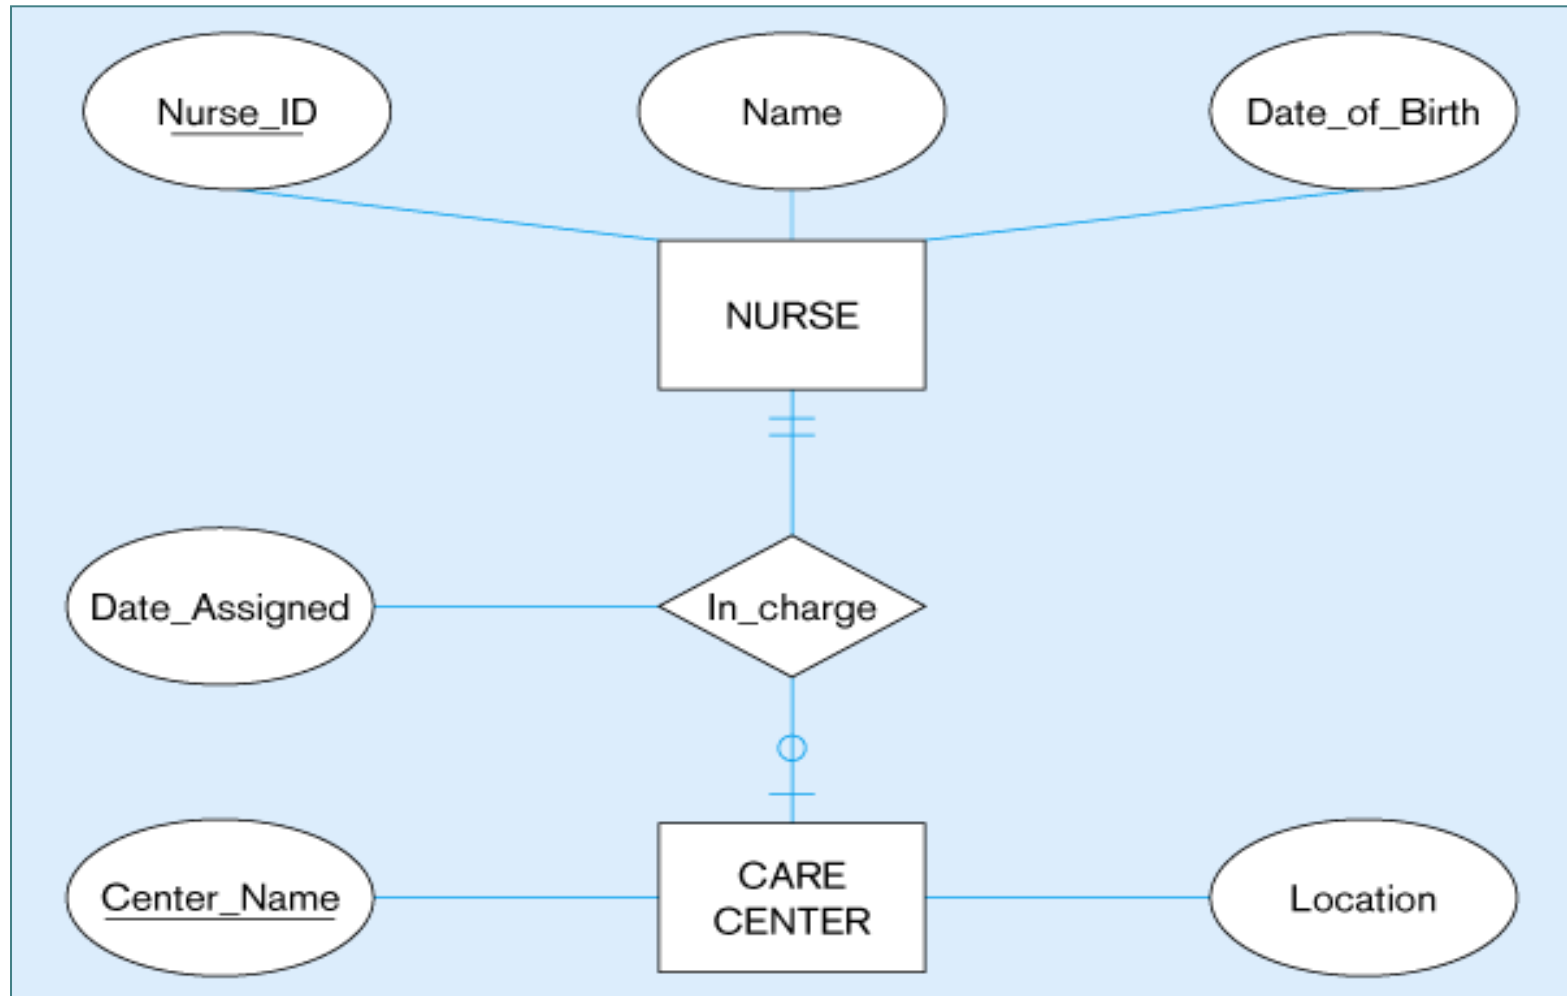 Nurse_ID
Name
Date_of_Birth
NURSE
Date_Assigned
In_charge
Center_Name
CARE
CENTER
Location